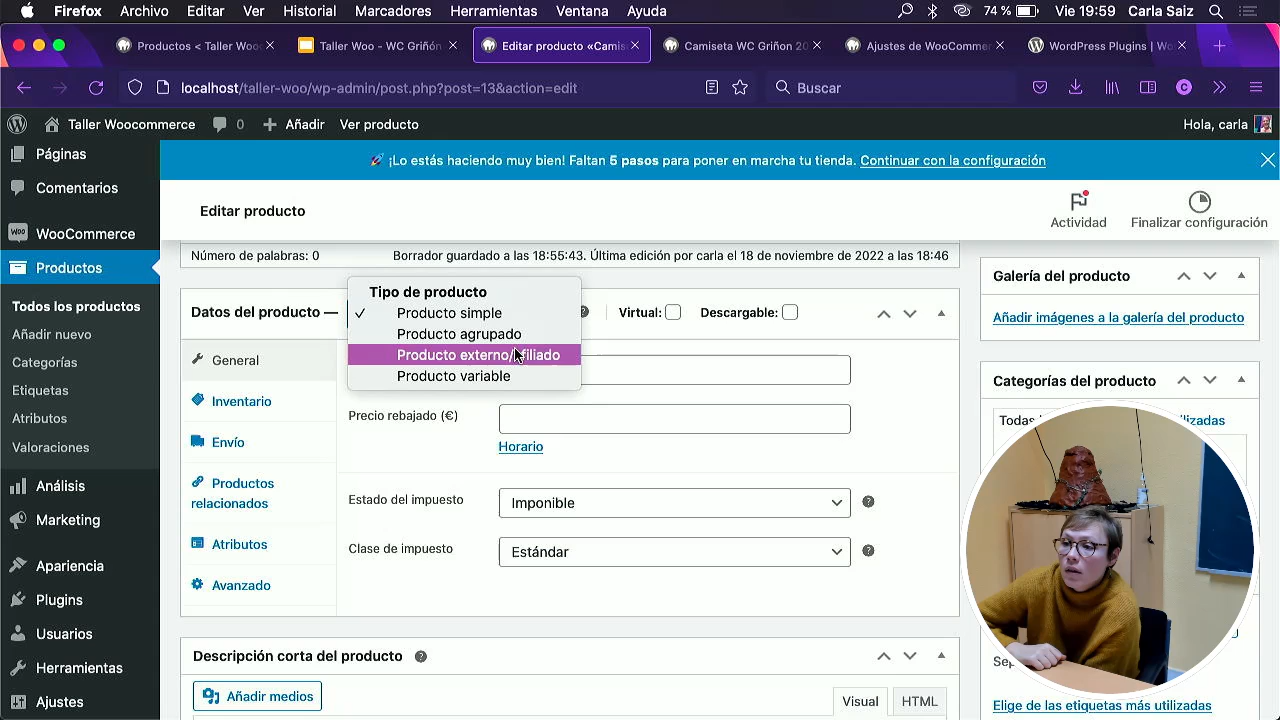 Firefox Archivo Editar Ver Historial Marcadores Herramientas Ventana Ayuda 74 % Vie 19:59 Carla Saiz
Productos < Taller Woo
Taller Woo - WC Griñón
Editar producto «Camis
Camiseta WC Griñon 20
Ajustes de WooCommer
WordPress Plugins | Wo
localhost/taller-woo/wp-admin/post.php?post=13&action=edit
Buscar
Taller Woocommerce 0 Añadir Ver producto Hola, carla
Páginas
Comentarios
WooCommerce
Productos
Todos los productos
Añadir nuevo
Categorías
Etiquetas
Atributos
Valoraciones
Análisis
Marketing
Apariencia
Plugins
Usuarios
Herramientas
Ajustes
¡Lo estás haciendo muy bien! Faltan 5 pasos para poner en marcha tu tienda. Continuar con la configuración
Editar producto
Actividad
Finalizar configuración
Número de palabras: 0
Borrador guardado a las 18:55:43. Última edición por carla el 18 de noviembre de 2022 a las 18:46
Datos del producto —
Tipo de producto
Producto simple
Producto agrupado
Producto externo/afiliado
Producto variable
Virtual:
Descargable:
General
Inventario
Envío
Productos
relacionados
Atributos
Avanzado
Precio rebajado (€)
Horario
Estado del impuesto
Imponible
Clase de impuesto
Estándar
Descripción corta del producto
Añadir medios
Visual
HTML
Galería del producto
Añadir imágenes a la galería del producto
Categorías del producto
Todas
Elige de las etiquetas más utilizadas